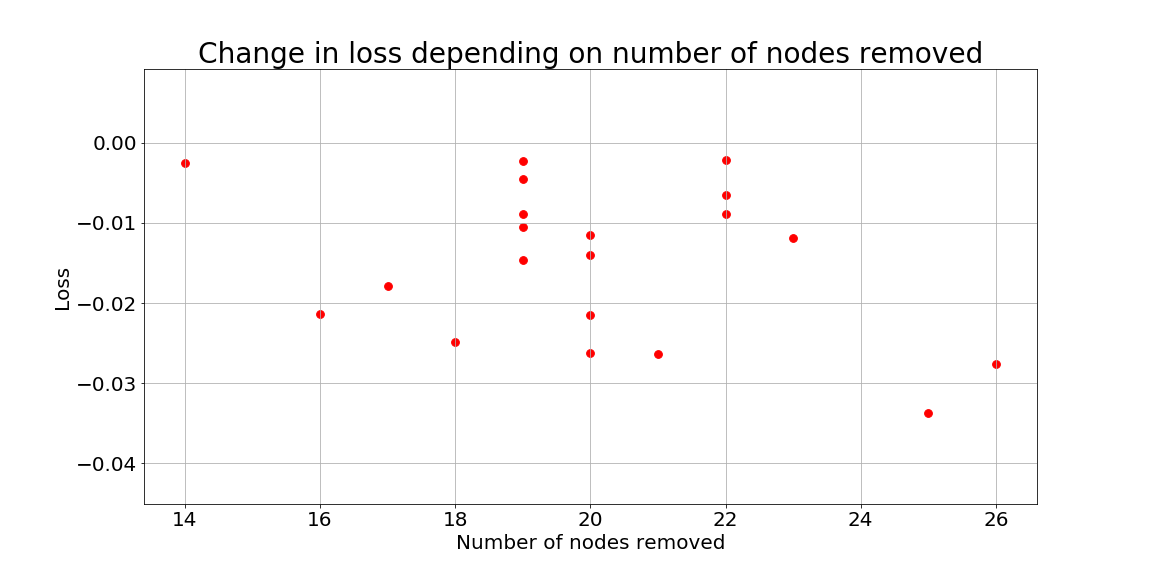 Change in loss depending on number of nodes removed
0.00
−0.01
−0.02
−0.03
−0.04
Loss
14 16 18 20 22 24 26
Number of nodes removed